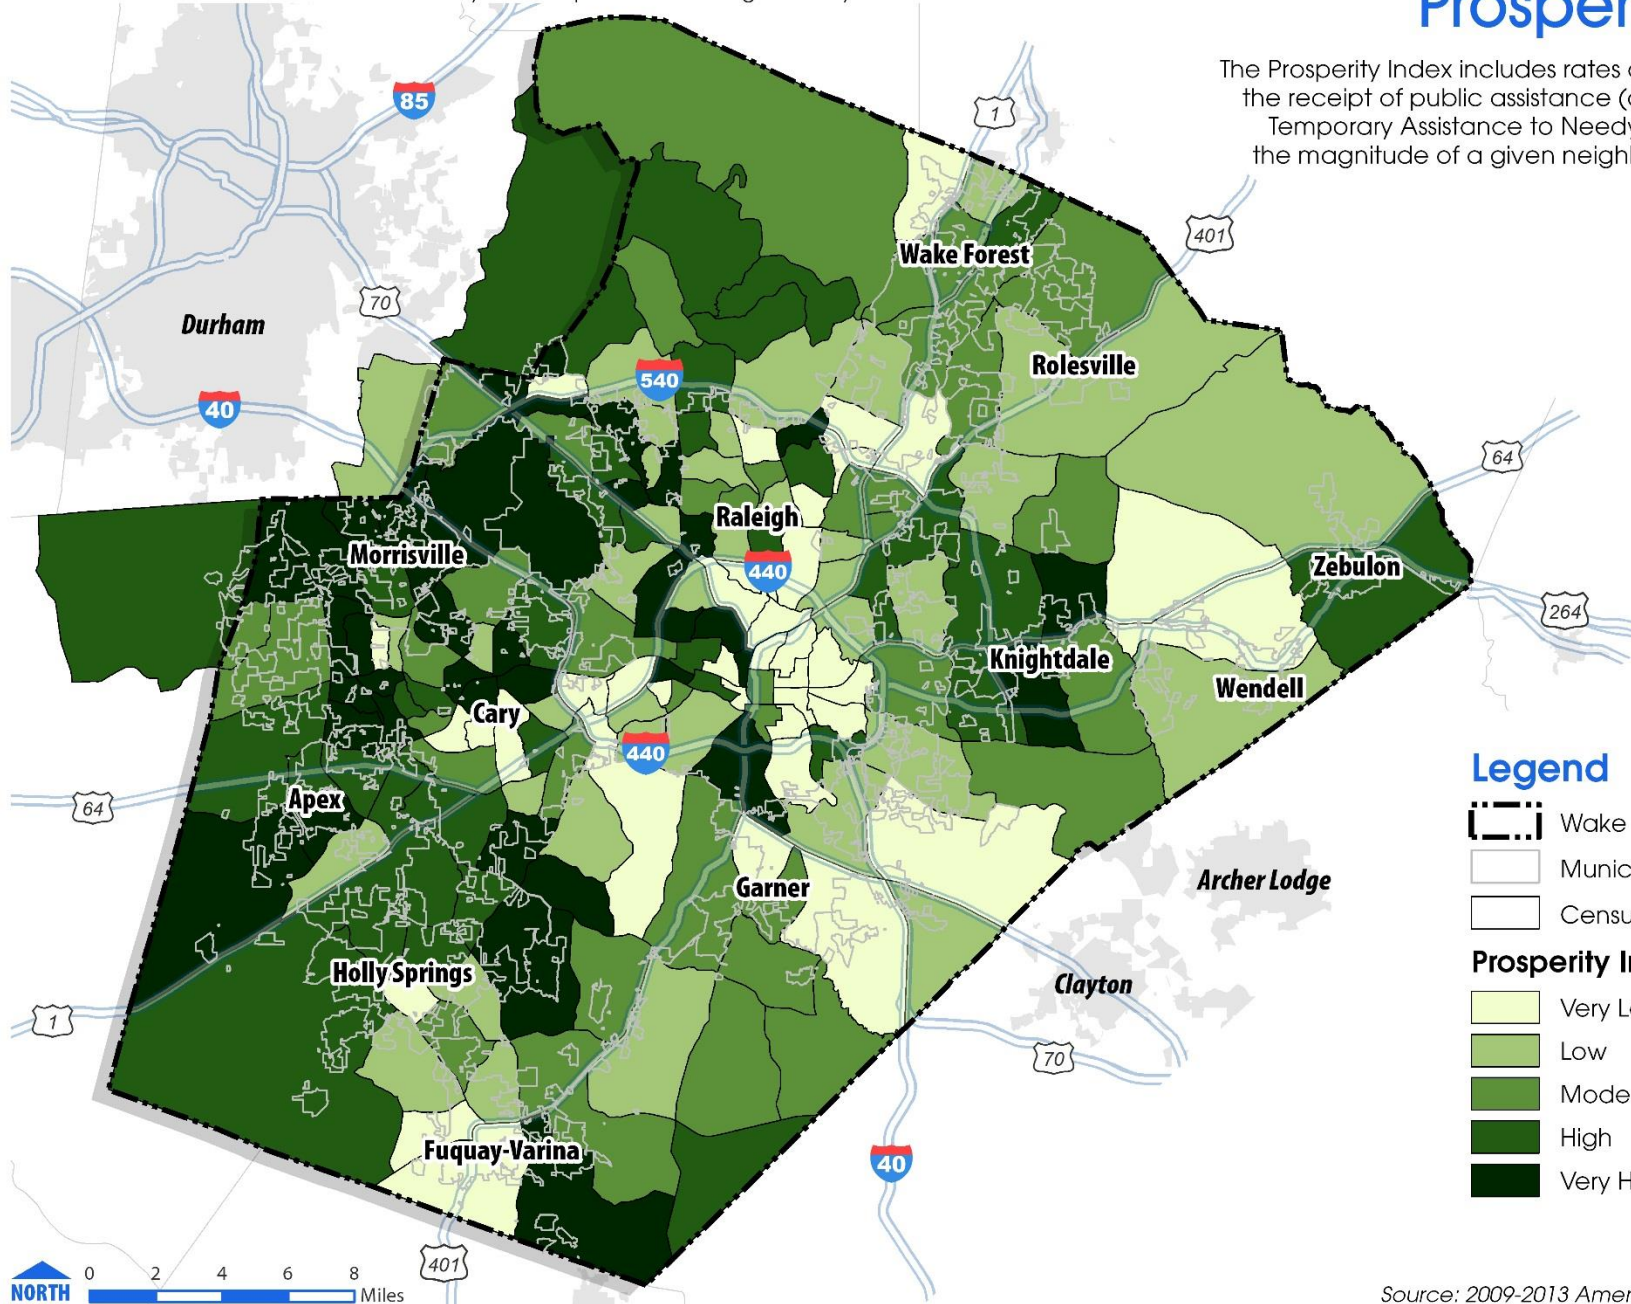 Prosper
The Prosperity Index includes rates
the receipt of public assistance
Temporary Assistance to Needy
the magnitude of a given neigh
85
1
401
Wake Forest
70
Durham
Rolesville
540
40
64
Raleigh
Morrisville
440
Zebulon
264
Knightdale
Wendell
Cary
440
Legend
Apex
64
Wake
Munic
Garner
Archer Lodge
Censu
Holly Springs
Prosperity In
Clayton
Very L
1
Low
70
Mode
High
Fuquay-Varina
40
Very H
401
NORTH
0 2 4 6 8
Miles
Source: 2009-2013 Amer